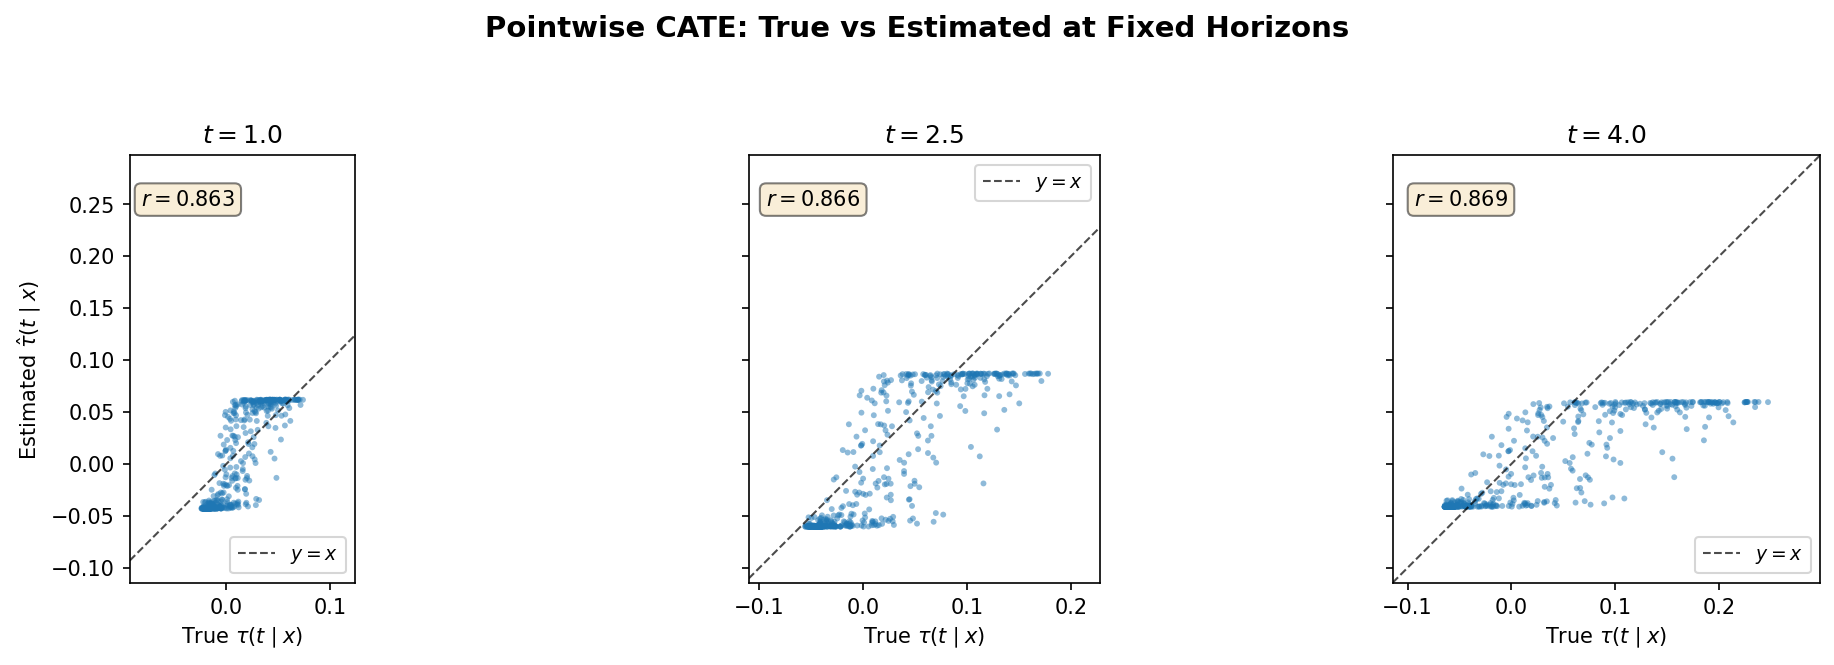 Pointwise CATE: True vs Estimated at Fixed Horizons
t = 1.0
r = 0.863
0.25
0.20
0.15
0.10
0.05
0.00
−0.05
−0.10
Estimated τ̂(t | x)
y = x
0.0 0.1
True τ(t | x)
t = 2.5
r = 0.866
y = x
−0.1 0.0 0.1 0.2
True τ(t | x)
t = 4.0
r = 0.869
y = x
−0.1 0.0 0.1 0.2
True τ(t | x)